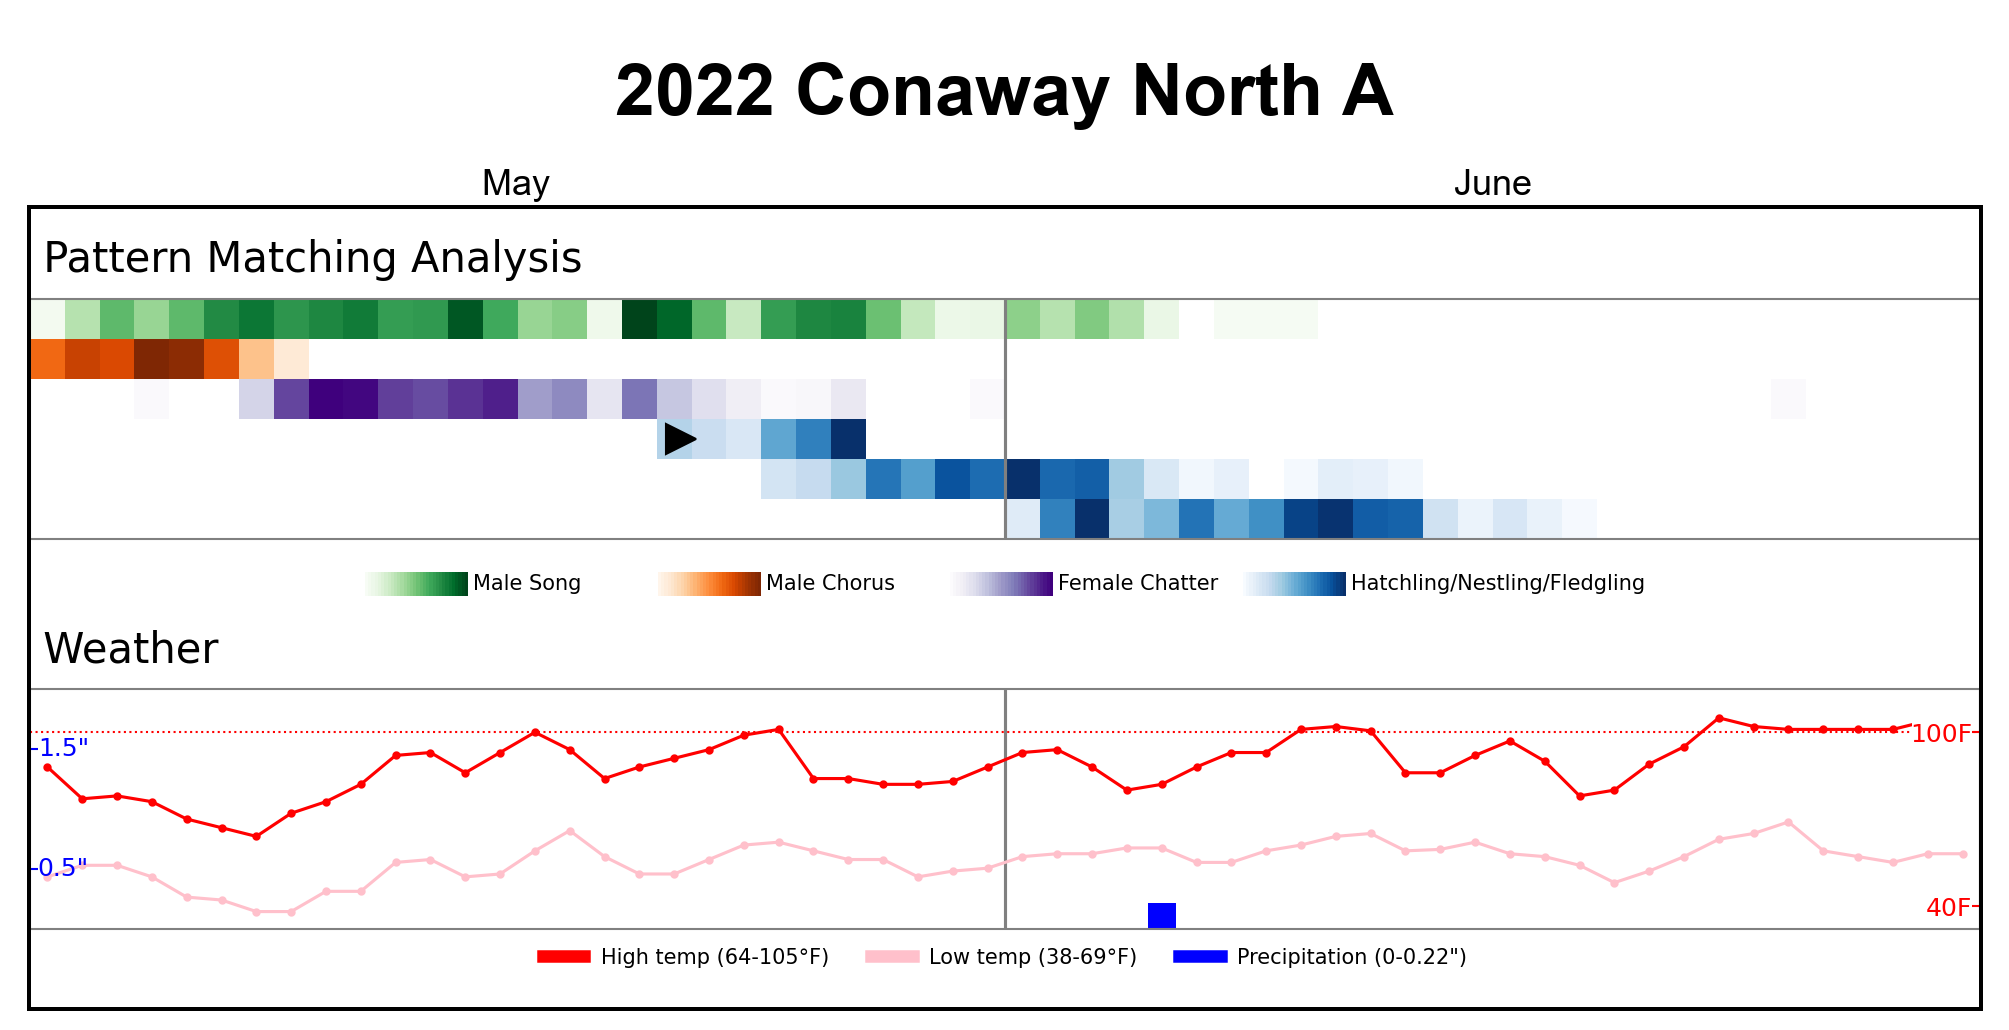 2022 Conaway North A
May June
Pattern Matching Analysis
Male Song Male Chorus Female Chatter Hatchling/Nestling/Fledgling
Weather
1.5" 100F
0.5" 40F
High temp (64-105°F) Low temp (38-69°F) Precipitation (0-0.22")